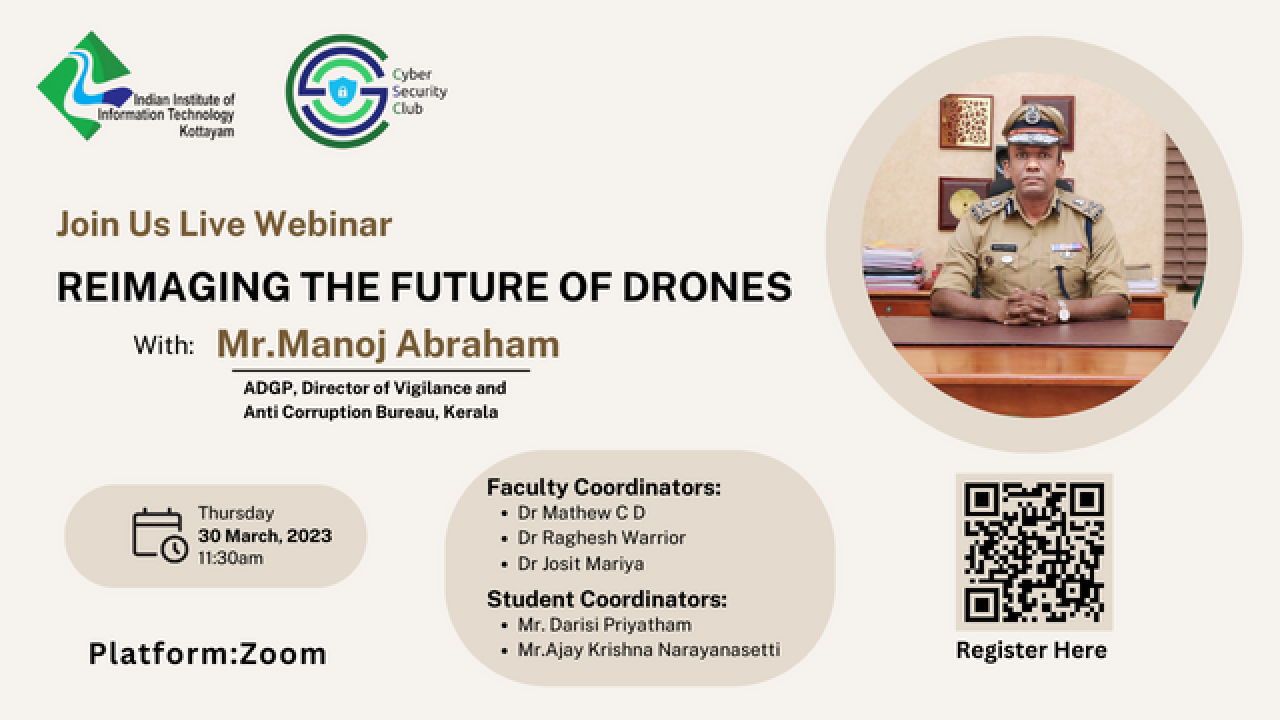 Indian Institute of
Information Technology
Kottayam
Cyber
Security
Club
Join Us Live Webinar
REIMAGING THE FUTURE OF DRONES
With: Mr.Manoj Abraham
ADGP, Director of Vigilance and
Anti Corruption Bureau, Kerala
Thursday
30 March, 2023
11:30am
Platform:Zoom
Faculty Coordinators:
• Dr Mathew C D
• Dr Raghesh Warrior
• Dr Josit Mariya
Student Coordinators:
• Mr. Darisi Priyatham
• Mr.Ajay Krishna Narayanasetti
Register Here